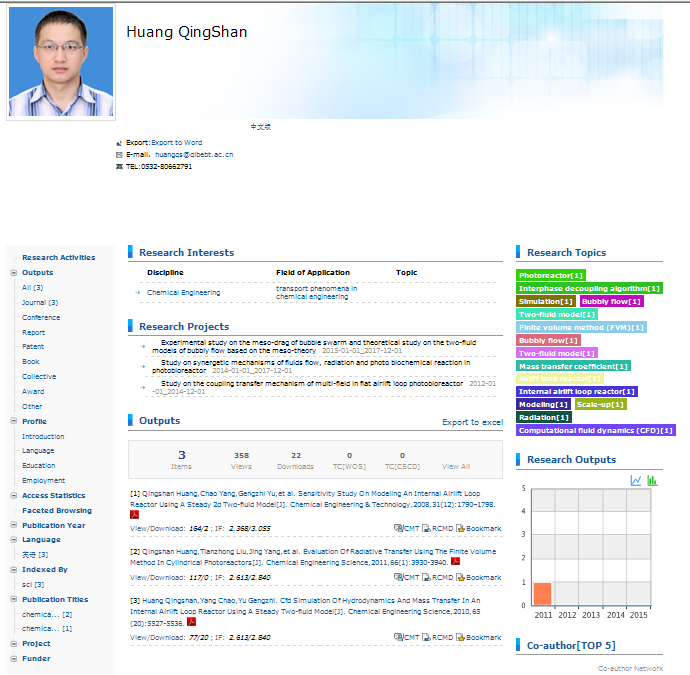 Huang QingShan
中文版
Export:Export to Word
E-mail: huangqs@qibebt.ac.cn
TEL:0532-80662791
Research Activities
Outputs
All (3)
Journal (3)
Conference
Report
Patent
Book
Collective
Award
Other
Profile
Introduction
Language
Education
Employment
Access Statistics
Faceted Browsing
Publication Year
Language
英语 [3]
Indexed By
sci [3]
Publication Titles
chemica... [2]
chemica... [1]
Project
Funder
Research Interests
Discipline Field of Application Topic
Chemical Engineering transport phenomena in
chemical engineering
Research Projects
Experimental study on the meso-drag of bubble swarm and theoretical study on the two-fluid
models of bubbly flow based on the meso-theory 2015-01-01_2017-12-01
Study on synergetic mechanisms of fluids flow, radiation and photo biochemical reaction in
photobioreactor 2014-01-01_2017-12-01
Study on the coupling transfer mechanism of multi-field in flat airlift loop photobioreactor 2012-01
-01_2014-12-01
Outputs Export to excel
3 358 22 0 0
Items Views Downloads TC[WOS] TC[CSCD] View All
[1] Qingshan Huang,Chao Yang,Gengzhi Yu,et al. Sensitivity Study On Modeling An Internal Airlift Loop
Reactor Using A Steady 2d Two-fluid Model[J]. Chemical Engineering & Technology,2008,31(12):1790-1798.
View/Download: 164/2 ; IF: 2.368/3.055 CMT RCMD Bookmark
[2] Qingshan Huang,Tianzhong Liu,Jing Yang,et al. Evaluation Of Radiative Transfer Using The Finite Volume
Method In Cylindrical Photoreactors[J]. Chemical Engineering Science,2011,66(1):3930-3940.
View/Download: 117/0 ; IF: 2.613/2.840 CMT RCMD Bookmark
[3] Huang Qingshan,Yang Chao,Yu Gengzhi. Cfd Simulation Of Hydrodynamics And Mass Transfer In An
Internal Airlift Loop Reactor Using A Steady Two-fluid Model[J]. Chemical Engineering Science,2010,65
(20):5527-5536.
View/Download: 77/20 ; IF: 2.613/2.840 CMT RCMD Bookmark
Research Topics
Photoreactor[1]
Interphase decoupling algorithm[1]
Simulation[1] Bubbly flow[1]
Two-fluid model[1]
Finite volume method (FVM)[1]
Bubbly flow[1]
Two-fluid model[1]
Mass transfer coefficient[1]
Airlift loop reactor[1]
Internal airlift loop reactor[1]
Modeling[1] Scale-up[1]
Radiation[1]
Computational fluid dynamics (CFD)[1]
Research Outputs
5
4
3
2
1
0
2011 2012 2013 2014 2015
Co-author[TOP 5]
Co-author Network